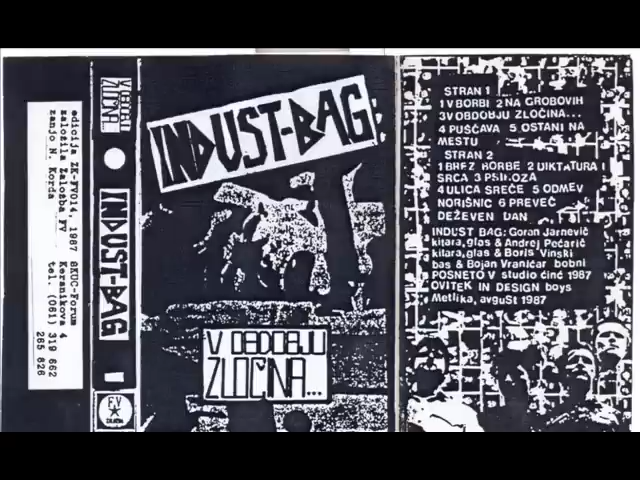 edicija ZK-FV014, 1987 ŠKUC-Forum
založila Založba FV Kersnikova 4
zanjo N. Korda tel. (061) 319 662
265 826
V OBDOBJU
ZLOČINA...
INDUST-BAG
FV
INDUST-BAG
V OBDOBJU
ZLOČINA...
STRAN 1
1 V BORBI 2 NA GROBOVIH
3 V OBDOBJU ZLOČINA...
4 PUŠČAVA 5 OSTANI NA
MESTU
STRAN 2
1 BREZ BORBE 2 DIKTATURA
SRCA 3 PSIHOZA
4 ULICA SREČE 5 ODMEV
NORIŠNIC 6 PREVEČ
DEŽEVEN DAN
INDUST BAG: Goran Jarnevič
kitara, glas & Andrej Pečarič
kitara, glas & Boris Vinski
bas & Bojan Vraničar bobni
POSNETO V studio činč 1987
OVITEK IN DESIGN boys
Metlika, avguSt 1987